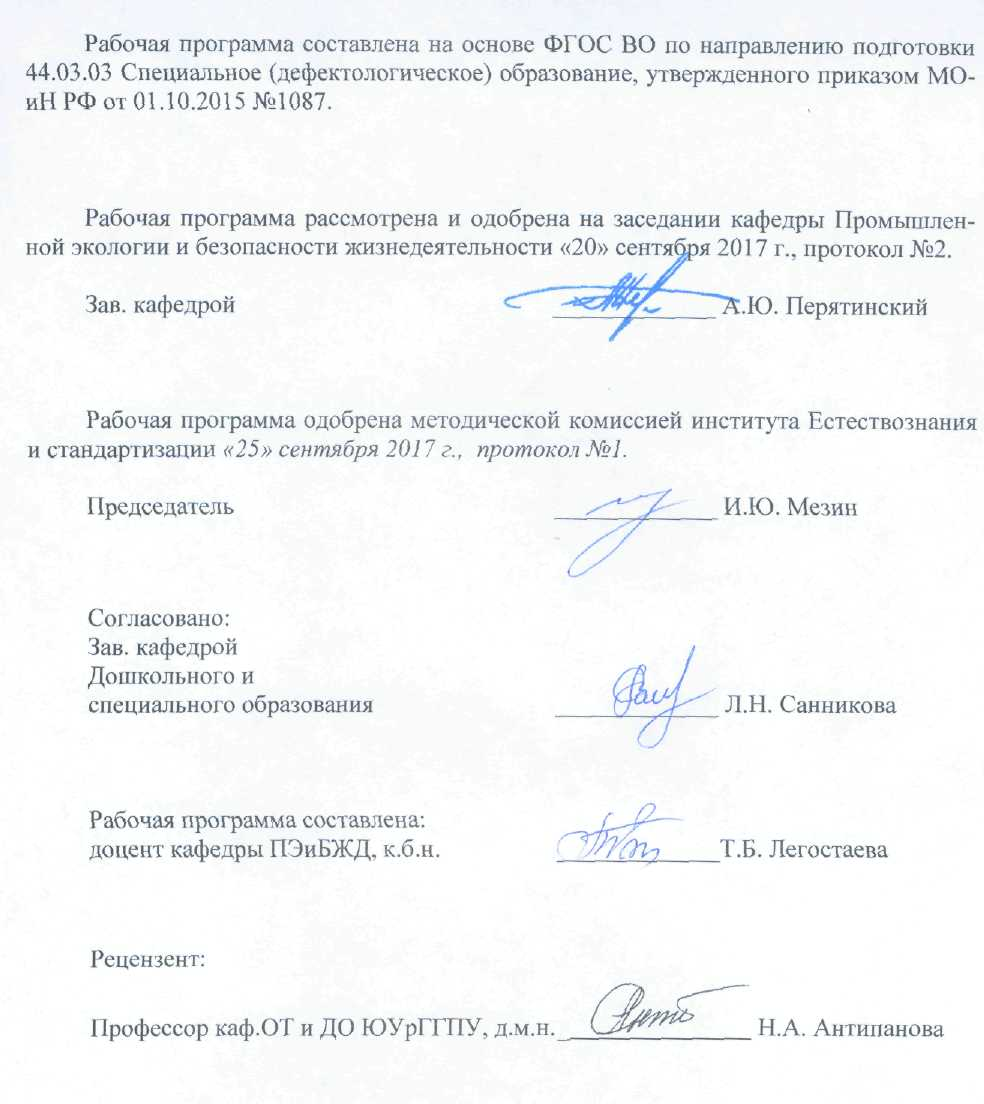 Рабочая программа составлена на основе ФГОС ВО по направлению подготовки
44.03.03 Специальное (дефектологическое) образование, утвержденного приказом МО-
иН РФ от 01.10.2015 №1087.
Рабочая программа рассмотрена и одобрена на заседании кафедры Промышлен-
ной экологии и безопасности жизнедеятельности «20» сентября 2017 г., протокол №2.
Зав. кафедрой А.Ю. Перятинский
Рабочая программа одобрена методической комиссией института Естествознания
и стандартизации «25» сентября 2017 г., протокол №1.
Председатель И.Ю. Мезин
Согласовано:
Зав. кафедрой
Дошкольного и
специального образования Л.Н. Санникова
Рабочая программа составлена:
доцент кафедры ПЭиБЖД, к.б.н. Т.Б. Легостаева
Рецензент:
Профессор каф.ОТ и ДО ЮУрГГПУ, д.м.н. Н.А. Антипанова